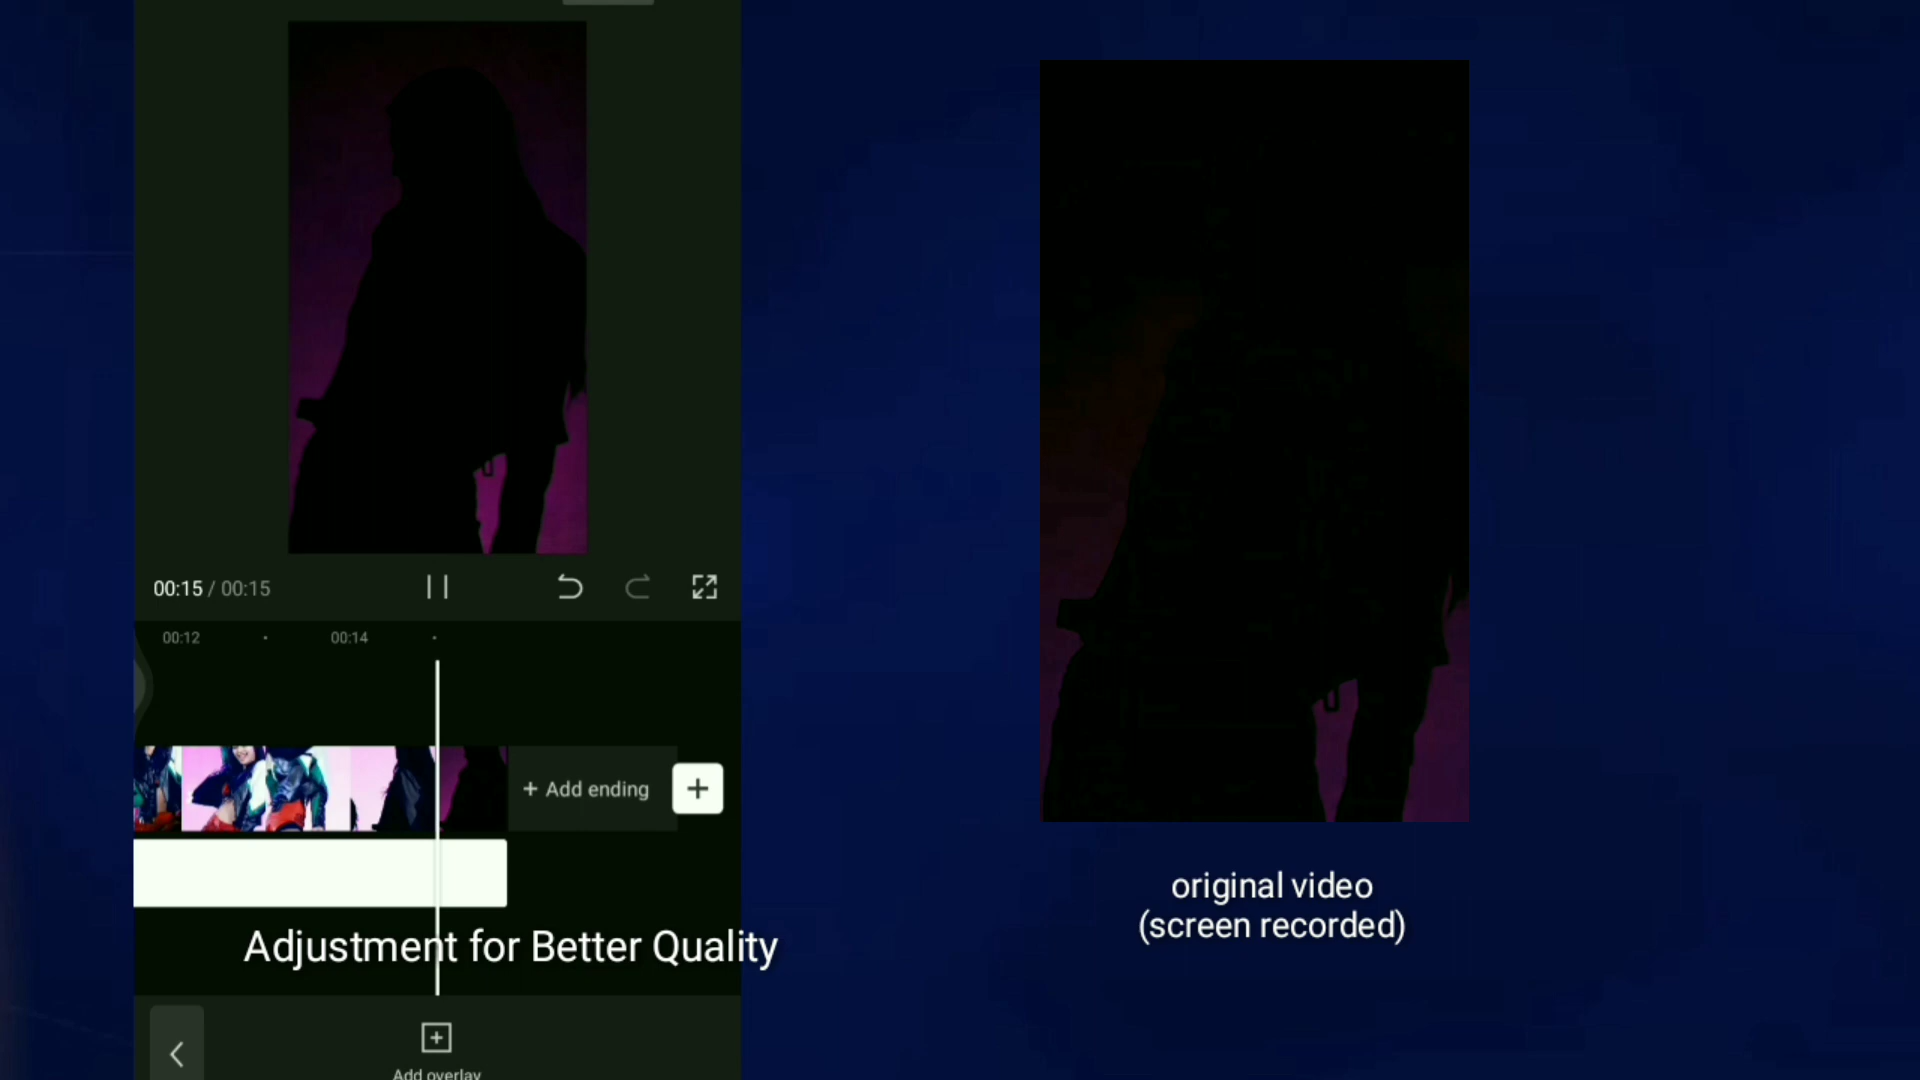 00:15 / 00:15
00:12
00:14
+ Add ending
Adjustment for Better Quality
Add overlay
original video
(screen recorded)